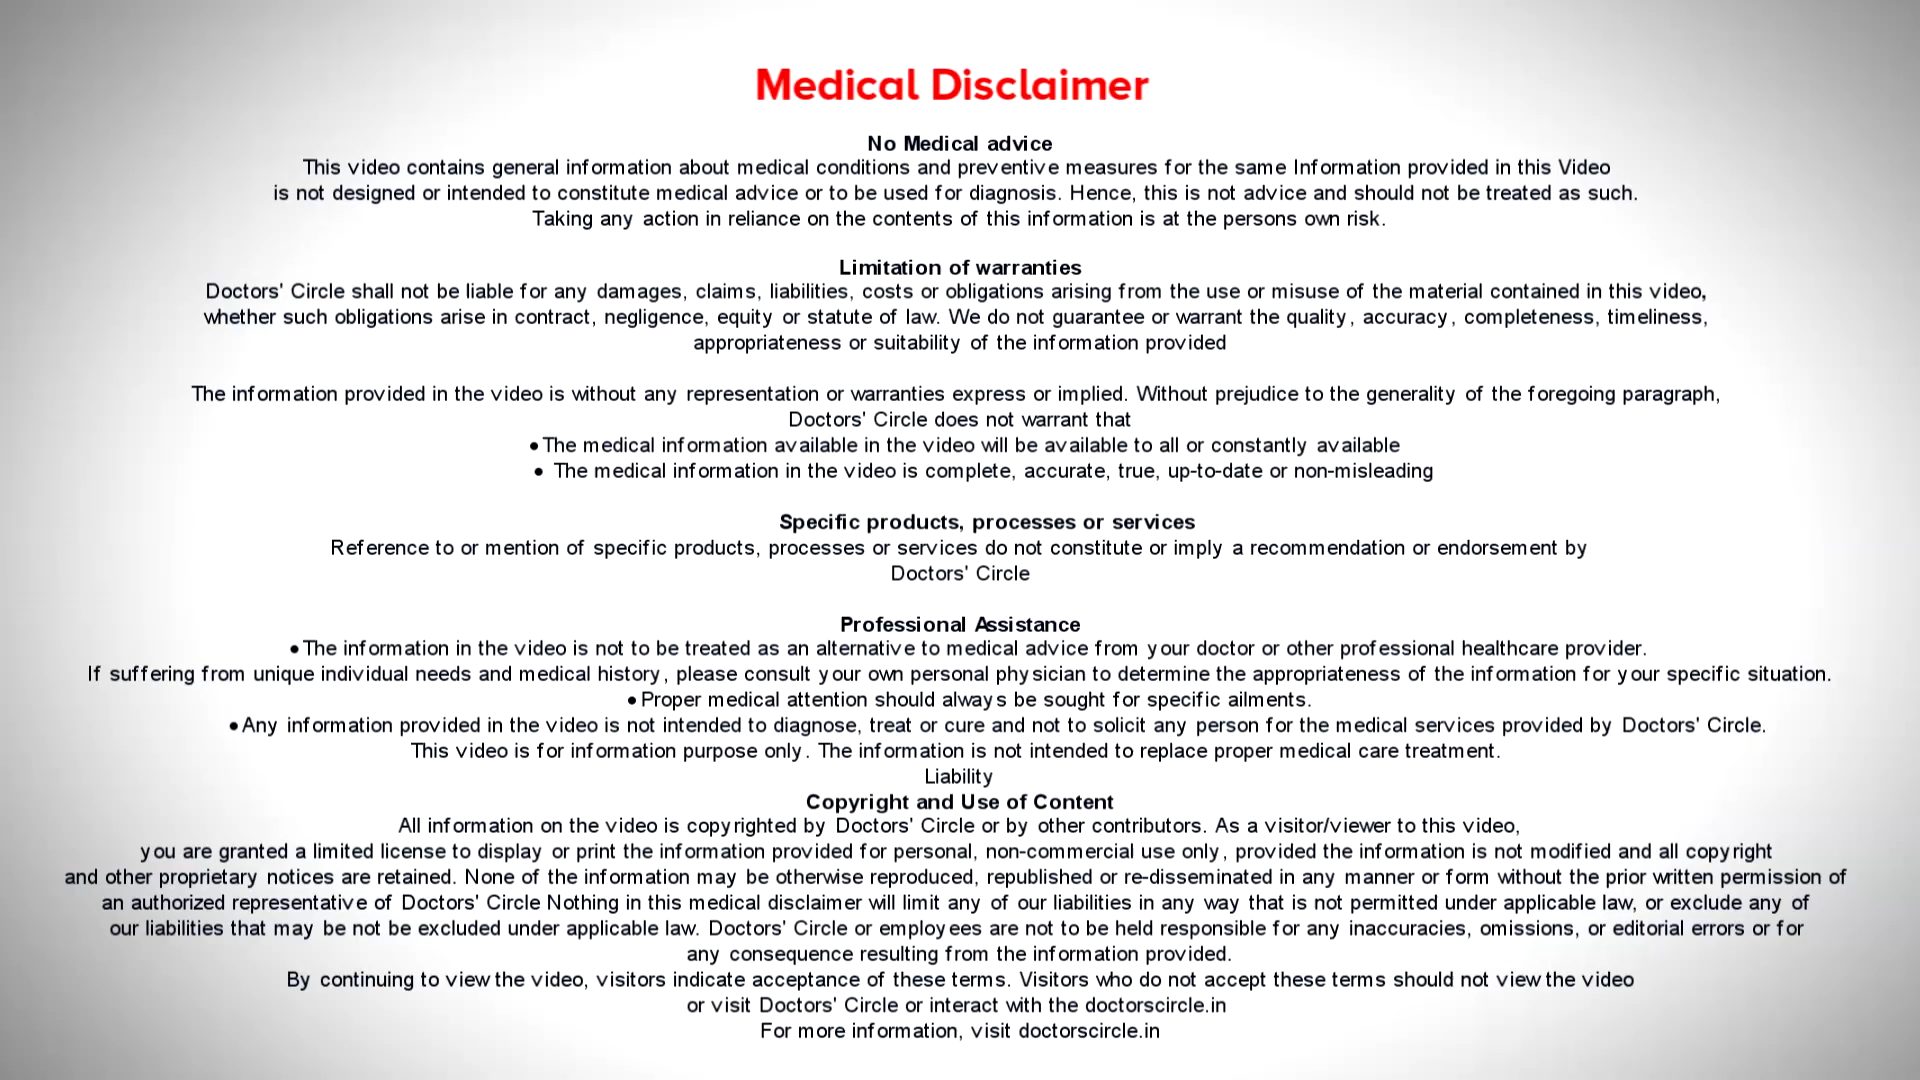 Medical Disclaimer
No Medical advice
This video contains general information about medical conditions and preventive measures for the same Information provided in this Video
is not designed or intended to constitute medical advice or to be used for diagnosis. Hence, this is not advice and should not be treated as such.
Taking any action in reliance on the contents of this information is at the persons own risk.
Limitation of warranties
Doctors' Circle shall not be liable for any damages, claims, liabilities, costs or obligations arising from the use or misuse of the material contained in this video,
whether such obligations arise in contract, negligence, equity or statute of law. We do not guarantee or warrant the quality, accuracy, completeness, timeliness,
appropriateness or suitability of the information provided
The information provided in the video is without any representation or warranties express or implied. Without prejudice to the generality of the foregoing paragraph,
Doctors' Circle does not warrant that
• The medical information available in the video will be available to all or constantly available
• The medical information in the video is complete, accurate, true, up-to-date or non-misleading
Specific products, processes or services
Reference to or mention of specific products, processes or services do not constitute or imply a recommendation or endorsement by
Doctors' Circle
Professional Assistance
• The information in the video is not to be treated as an alternative to medical advice from your doctor or other professional healthcare provider.
If suffering from unique individual needs and medical history, please consult your own personal physician to determine the appropriateness of the information for your specific situation.
• Proper medical attention should always be sought for specific ailments.
• Any information provided in the video is not intended to diagnose, treat or cure and not to solicit any person for the medical services provided by Doctors' Circle.
This video is for information purpose only. The information is not intended to replace proper medical care treatment.
Liability
Copyright and Use of Content
All information on the video is copyrighted by Doctors' Circle or by other contributors. As a visitor/viewer to this video,
you are granted a limited license to display or print the information provided for personal, non-commercial use only, provided the information is not modified and all copyright
and other proprietary notices are retained. None of the information may be otherwise reproduced, republished or re-disseminated in any manner or form without the prior written permission of
an authorized representative of Doctors' Circle Nothing in this medical disclaimer will limit any of our liabilities in any way that is not permitted under applicable law, or exclude any of
our liabilities that may be not be excluded under applicable law. Doctors' Circle or employees are not to be held responsible for any inaccuracies, omissions, or editorial errors or for
any consequence resulting from the information provided.
By continuing to view the video, visitors indicate acceptance of these terms. Visitors who do not accept these terms should not view the video
or visit Doctors' Circle or interact with the doctorscircle.in
For more information, visit doctorscircle.in